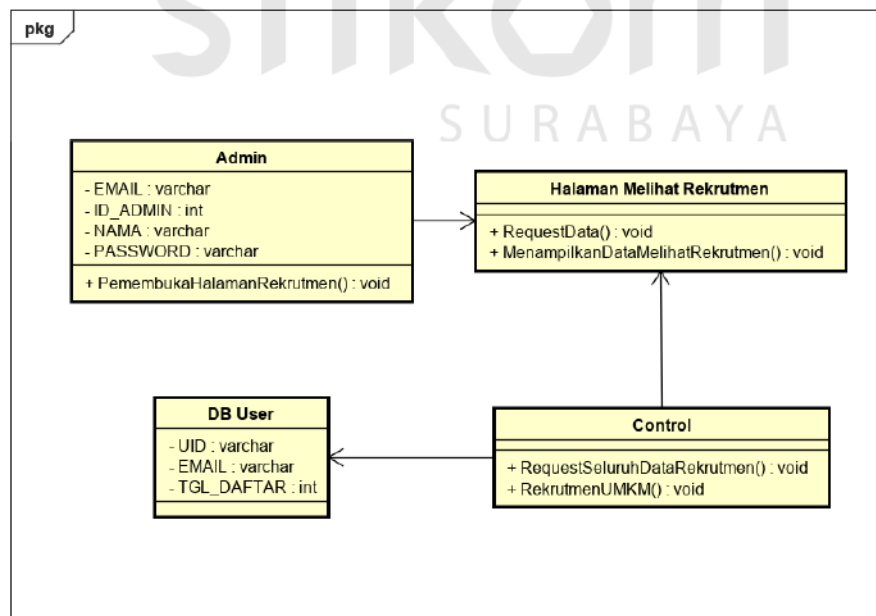 stikom
SURABAYA
pkg
Admin
- EMAIL : varchar
- ID_ADMIN : int
- NAMA : varchar
- PASSWORD : varchar
+ PemembukaHalamanRekrutmen() : void
Halaman Melihat Rekrutmen
+ RequestData() : void
+ MenampilkanDataMelihatRekrutmen() : void
DB User
- UID : varchar
- EMAIL : varchar
- TGL_DAFTAR : int
Control
+ RequestSeluruhDataRekrutmen() : void
+ RekrutmenUMKM() : void